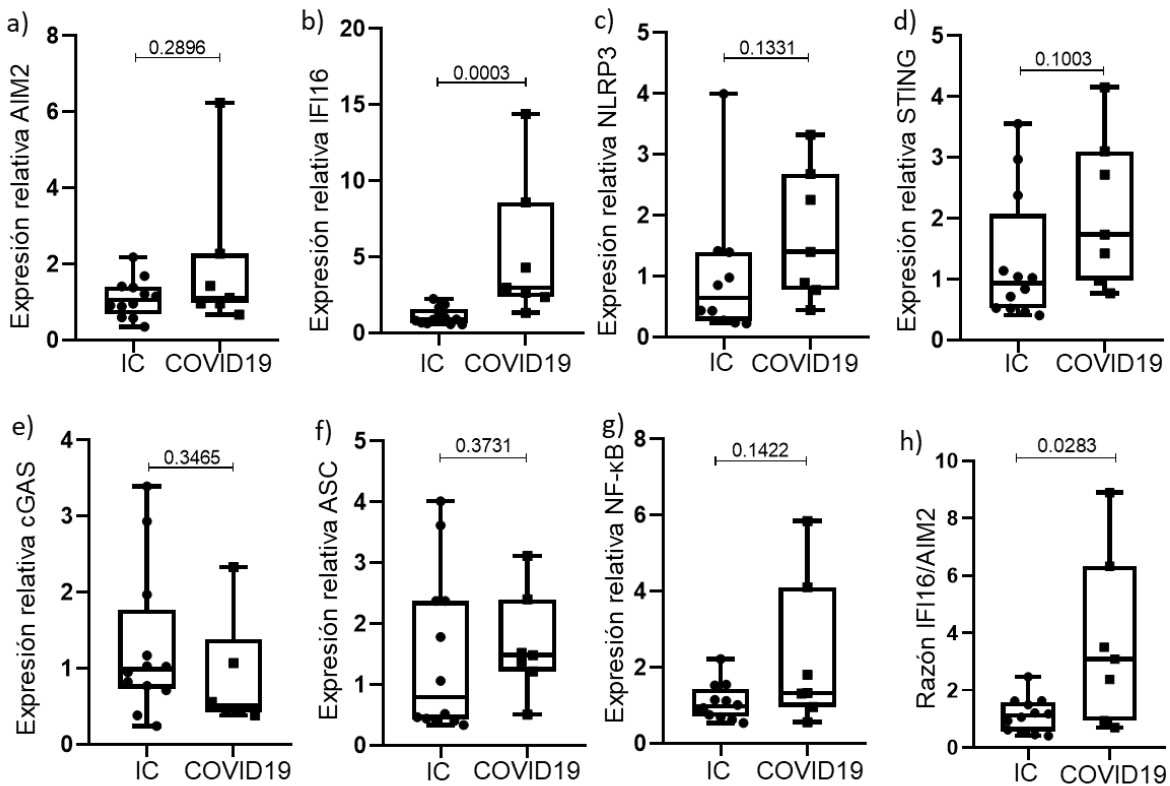 a)
Expresión relativa AIM2
8
6
4
2
0
0.2896
IC COVID19
b)
Expresión relativa IFI16
20
15
10
5
0
0.0003
IC COVID19
c)
Expresión relativa NLRP3
5
4
3
2
1
0
0.1331
IC COVID19
d)
Expresión relativa STING
5
4
3
2
1
0
0.1003
IC COVID19
e)
Expresión relativa cGAS
4
3
2
1
0
0.3465
IC COVID19
f)
Expresión relativa ASC
5
4
3
2
1
0
0.3731
IC COVID19
g)
Expresión relativa NF-κB
8
6
4
2
0
0.1422
IC COVID19
h)
Razón IFI16/AIM2
10
8
6
4
2
0
0.0283
IC COVID19